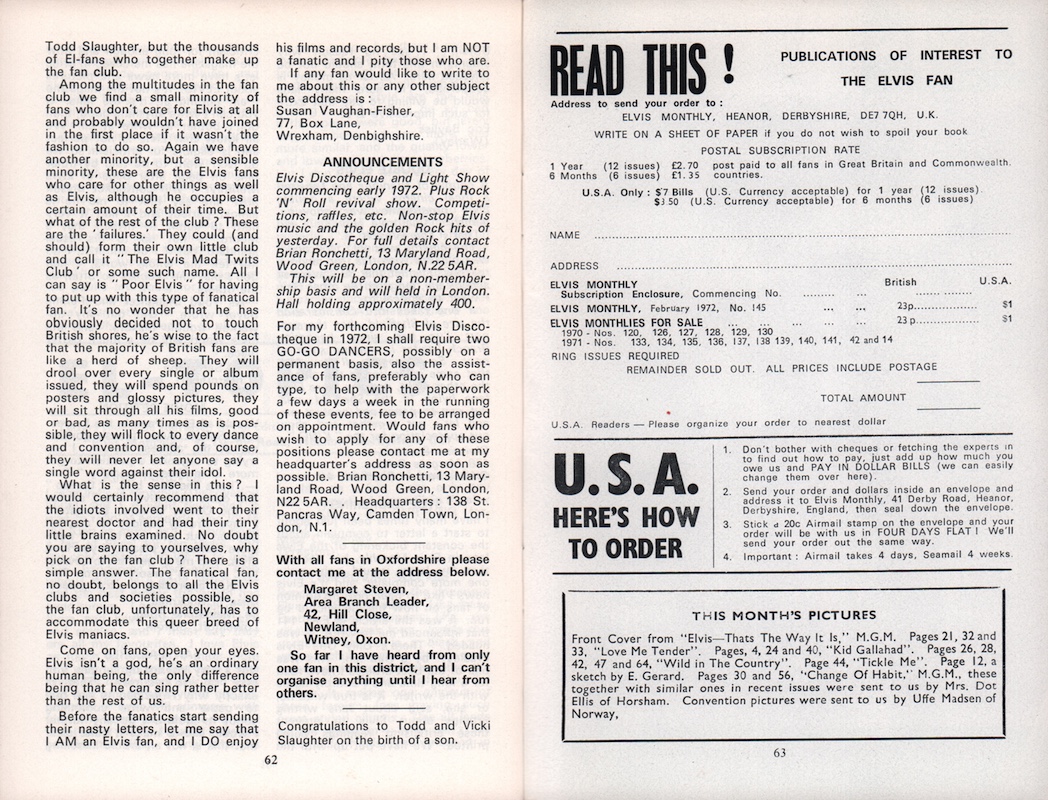 Todd Slaughter, but the thousands
of El-fans who together make up
the fan club.
Among the multitudes in the fan
club we find a small minority of
fans who don't care for Elvis at all
and probably wouldn't have joined
in the first place if it wasn't the
fashion to do so. Again we have
another minority, but a sensible
minority, these are the Elvis fans
who care for other things as well
as Elvis, although he occupies a
certain amount of their time. But
what of the rest of the club ? These
are the ' failures.' They could (and
should) form their own little club
and call it " The Elvis Mad Twits
Club ' or some such name. All I
can say is " Poor Elvis " for having
to put up with this type of fanatical
fan. It's no wonder that he has
obviously decided not to touch
British shores, he's wise to the fact
that the majority of British fans are
like a herd of sheep. They will
drool over every single or album
issued, they will spend pounds on
posters and glossy pictures, they
will sit through all his films, good
or bad, as many times as is pos-
sible, they will flock to every dance
and convention and, of course,
they will never let anyone say a
single word against their idol.
What is the sense in this ? I
would certainly recommend that
the idiots involved went to their
nearest doctor and had their tiny
little brains examined. No doubt
you are saying to yourselves, why
pick on the fan club ? There is a
simple answer. The fanatical fan,
no doubt, belongs to all the Elvis
clubs and societies possible, so
the fan club, unfortunately, has to
accommodate this queer breed of
Elvis maniacs.
Come on fans, open your eyes.
Elvis isn't a god, he's an ordinary
human being, the only difference
being that he can sing rather better
than the rest of us.
Before the fanatics start sending
their nasty letters, let me say that
I AM an Elvis fan, and I DO enjoy
his films and records, but I am NOT
a fanatic and I pity those who are.
If any fan would like to write to
me about this or any other subject
the address is :
Susan Vaughan-Fisher,
77, Box Lane,
Wrexham, Denbighshire.
ANNOUNCEMENTS
Elvis Discotheque and Light Show
commencing early 1972. Plus Rock
'N' Roll revival show. Competi-
tions, raffles, etc. Non-stop Elvis
music and the golden Rock hits of
yesterday. For full details contact
Brian Ronchetti, 13 Maryland Road,
Wood Green, London, N.22 5AR.
This will be on a non-member-
ship basis and will held in London.
Hall holding approximately 400.
For my forthcoming Elvis Disco-
theque in 1972, I shall require two
GO-GO DANCERS, possibly on a
permanent basis, also the assist-
ance of fans, preferably who can
type, to help with the paperwork
a few days a week in the running
of these events, fee to be arranged
on appointment. Would fans who
wish to apply for any of these
positions please contact me at my
headquarter's address as soon as
possible. Brian Ronchetti, 13 Mary-
land Road, Wood Green, London,
N22 5AR, . Headquarters : 138 St.
Pancras Way, Camden Town, Lon-
don, N.1.
With all fans in Oxfordshire please
contact me at the address below.
Margaret Steven,
Area Branch Leader,
42, Hill Close,
Newland,
Witney, Oxon.
So far I have heard from only
one fan in this district, and I can't
organise anything until I hear from
others.
Congratulations to Todd and Vicki
Slaughter on the birth of a son.
62
READ THIS !
PUBLICATIONS OF INTEREST TO
THE ELVIS FAN
Address to send your order to :
ELVIS MONTHLY, HEANOR, DERBYSHIRE, DE7 7QH, U.K.
WRITE ON A SHEET OF PAPER if you do not wish to spoil your book
POSTAL SUBSCRIPTION RATE
1 Year (12 issues) £2.70 post paid to all fans in Great Britain and Commonwealth.
6 Months (6 issues) £1.35 countries.
U.S.A. Only : $7 Bills (U.S. Currency acceptable) for 1 year (12 issues).
$3.50 (U.S. Currency acceptable) for 6 months (6 issues)
NAME
ADDRESS
ELVIS MONTHLY British U.S.A.
Subscription Enclosure, Commencing No. ......... ... ....... .........
ELVIS MONTHLY, February 1972, No. 145 ... ... 23p................ $1
ELVIS MONTHLIES FOR SALE ... ... ... ... ... 23 p................ $1
1970 - Nos. 120, 126, 127, 128, 129, 130
1971 - Nos. 133, 134, 135, 136, 137, 138 139, 140, 141, 42 and 14
RING ISSUES REQUIRED
REMAINDER SOLD OUT. ALL PRICES INCLUDE POSTAGE
TOTAL AMOUNT
U.S.A. Readers — Please organize your order to nearest dollar
U.S.A.
HERE'S HOW
TO ORDER
1. Don't bother with cheques or fetching the experts in
to find out how to pay, just add up how much you
owe us and PAY IN DOLLAR BILLS (we can easily
change them over here).
2. Send your order and dollars inside an envelope and
address it to Elvis Monthly, 41 Derby Road, Heanor,
Derbyshire, England, then seal down the envelope.
3. Stick a 20c Airmail stamp on the envelope and your
order will be with us in FOUR DAYS FLAT ! We'll
send your order out the same way.
4. Important : Airmail takes 4 days, Seamail 4 weeks.
THIS MONTH'S PICTURES
Front Cover from "Elvis—Thats The Way It Is," M.G.M. Pages 21, 32 and
33, "Love Me Tender". Pages, 4, 24 and 40, "Kid Gallahad". Pages 26, 28,
42, 47 and 64, "Wild in The Country". Page 44, "Tickle Me". Page 12, a
sketch by E. Gerard. Pages 30 and 56, "Change Of Habit," M.G.M., these
together with similar ones in recent issues were sent to us by Mrs. Dot
Ellis of Horsham. Convention pictures were sent to us by Uffe Madsen of
Norway,
63